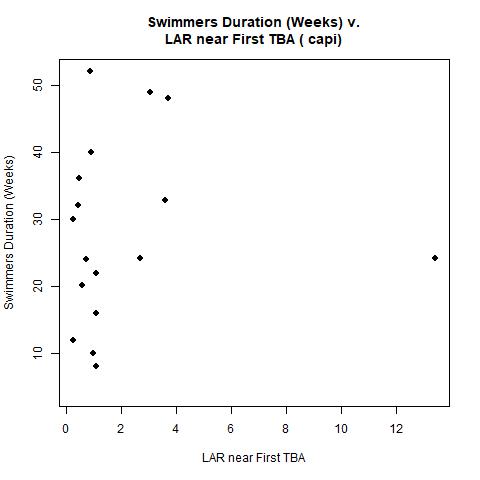 Swimmers Duration (Weeks) v.
LAR near First TBA ( capi)
Swimmers Duration (Weeks)
50
40
30
20
10
0 2 4 6 8 10 12
LAR near First TBA